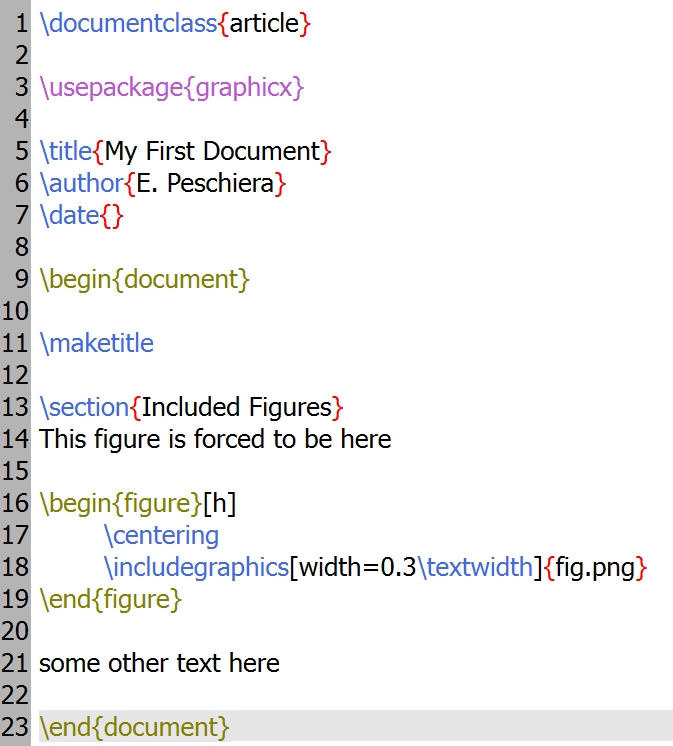 1 \documentclass{article}
2
3 \usepackage{graphicx}
4
5 \title{My First Document}
6 \author{E. Peschiera}
7 \date{}
8
9 \begin{document}
10
11 \maketitle
12
13 \section{Included Figures}
14 This figure is forced to be here
15
16 \begin{figure}[h]
17 \centering
18 \includegraphics[width=0.3\textwidth]{fig.png}
19 \end{figure}
20
21 some other text here
22
23 \end{document}